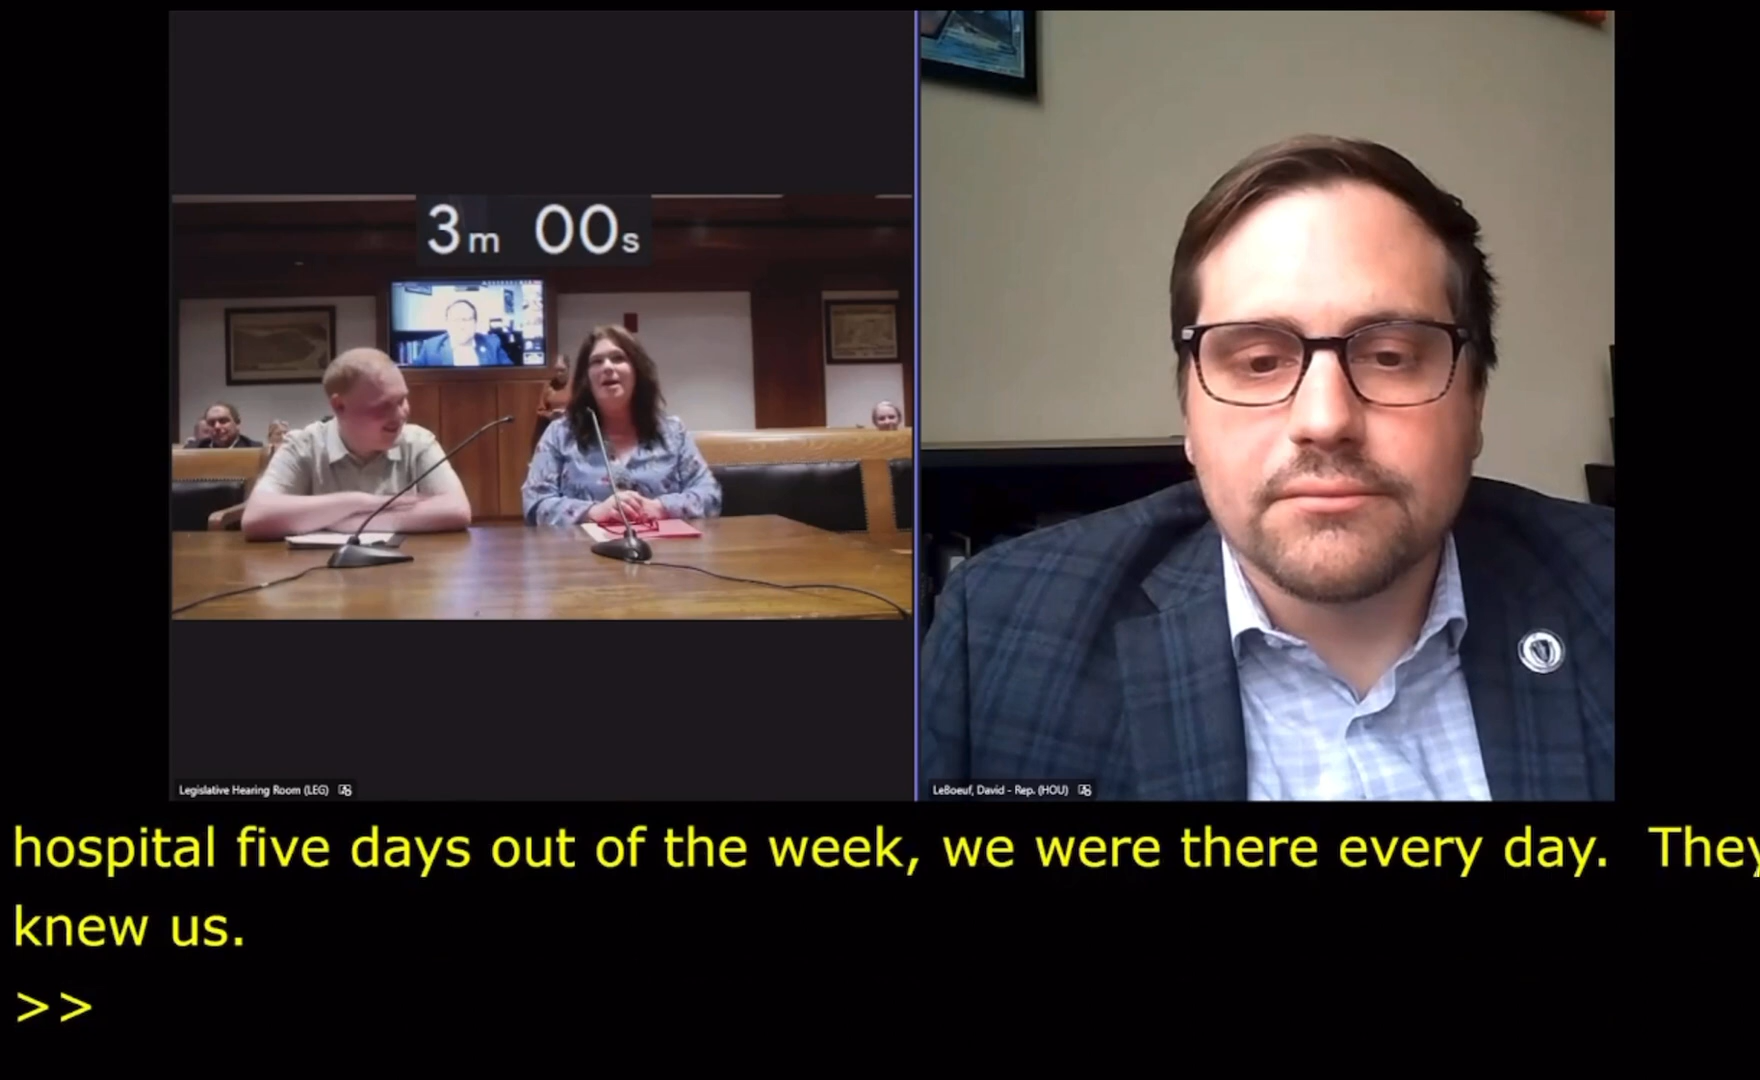 3m 00s
Legislative Hearing Room (LEG)
LeBoeuf, David - Rep. (HOU)
hospital five days out of the week, we were there every day. They
knew us.
>>